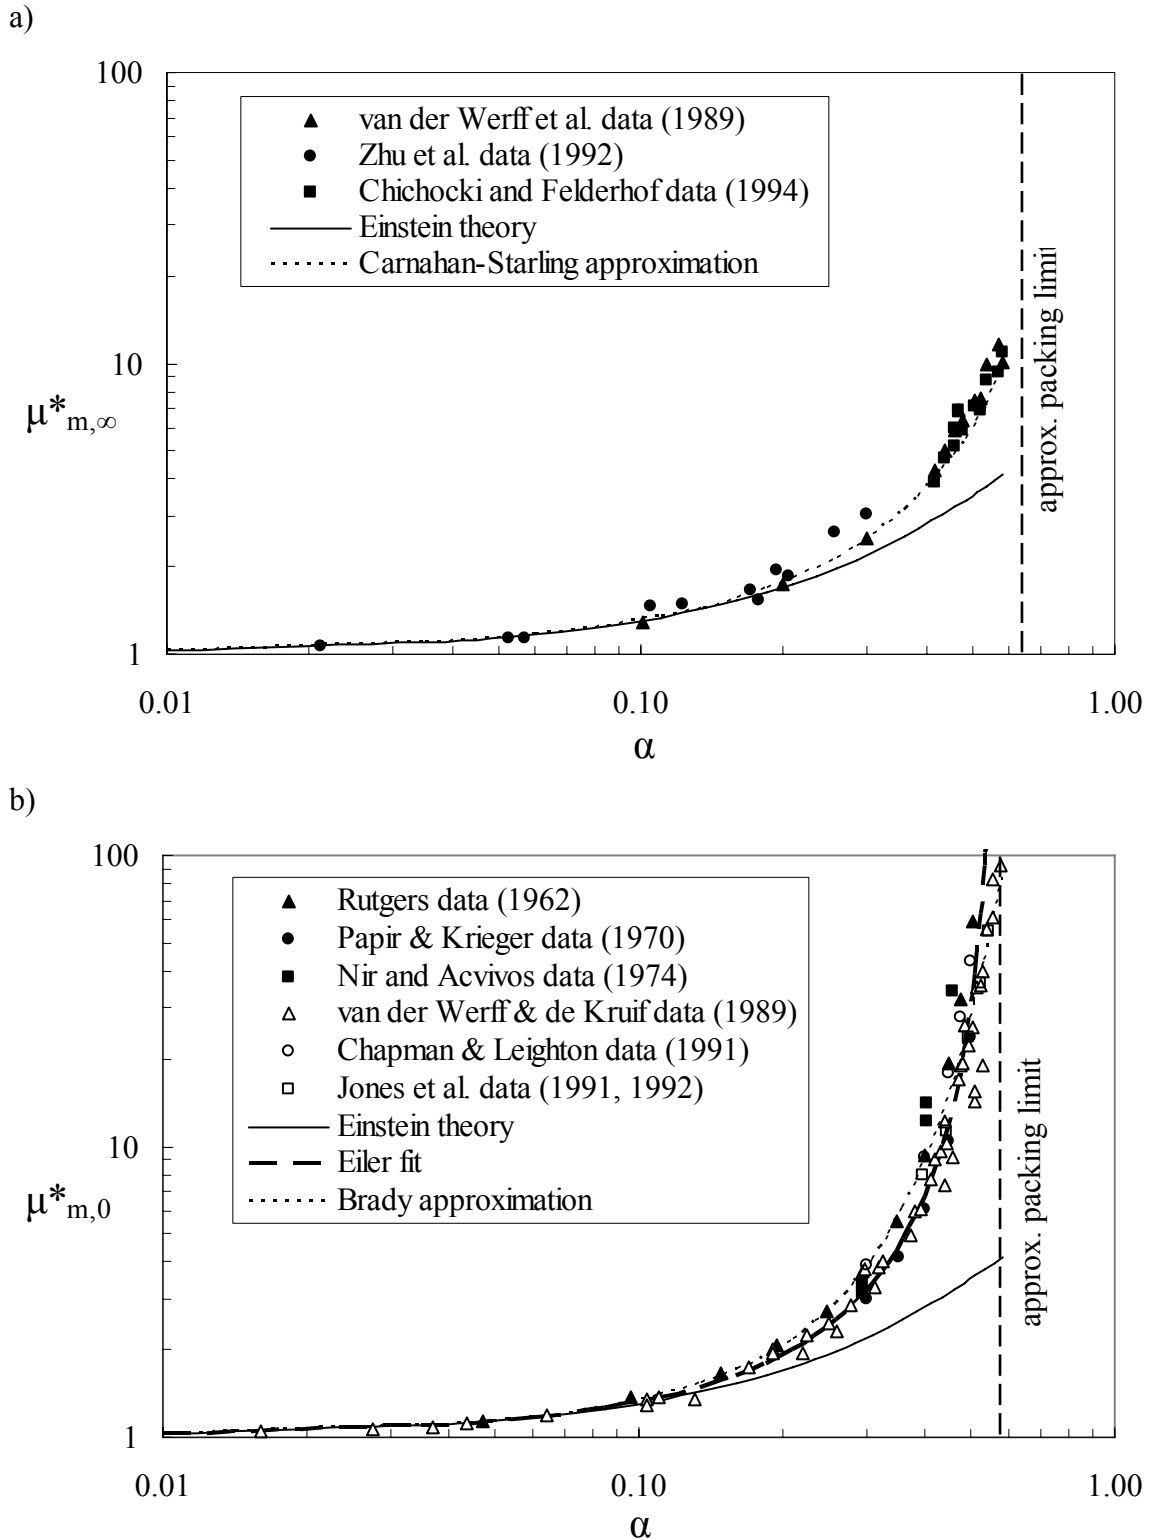 a)
100
van der Werff et al. data (1989)
Zhu et al. data (1992)
Chichocki and Felderhof data (1994)
Einstein theory
Carnahan-Starling approximation
approx. packing limit
10
μ*m,∞
1
0.01
0.10
1.00
α
b)
100
Rutgers data (1962)
Papir & Krieger data (1970)
Nir and Acvivos data (1974)
van der Werff & de Kruif data (1989)
Chapman & Leighton data (1991)
Jones et al. data (1991, 1992)
Einstein theory
Eiler fit
Brady approximation
approx. packing limit
10
μ*m,0
1
0.01
0.10
1.00
α